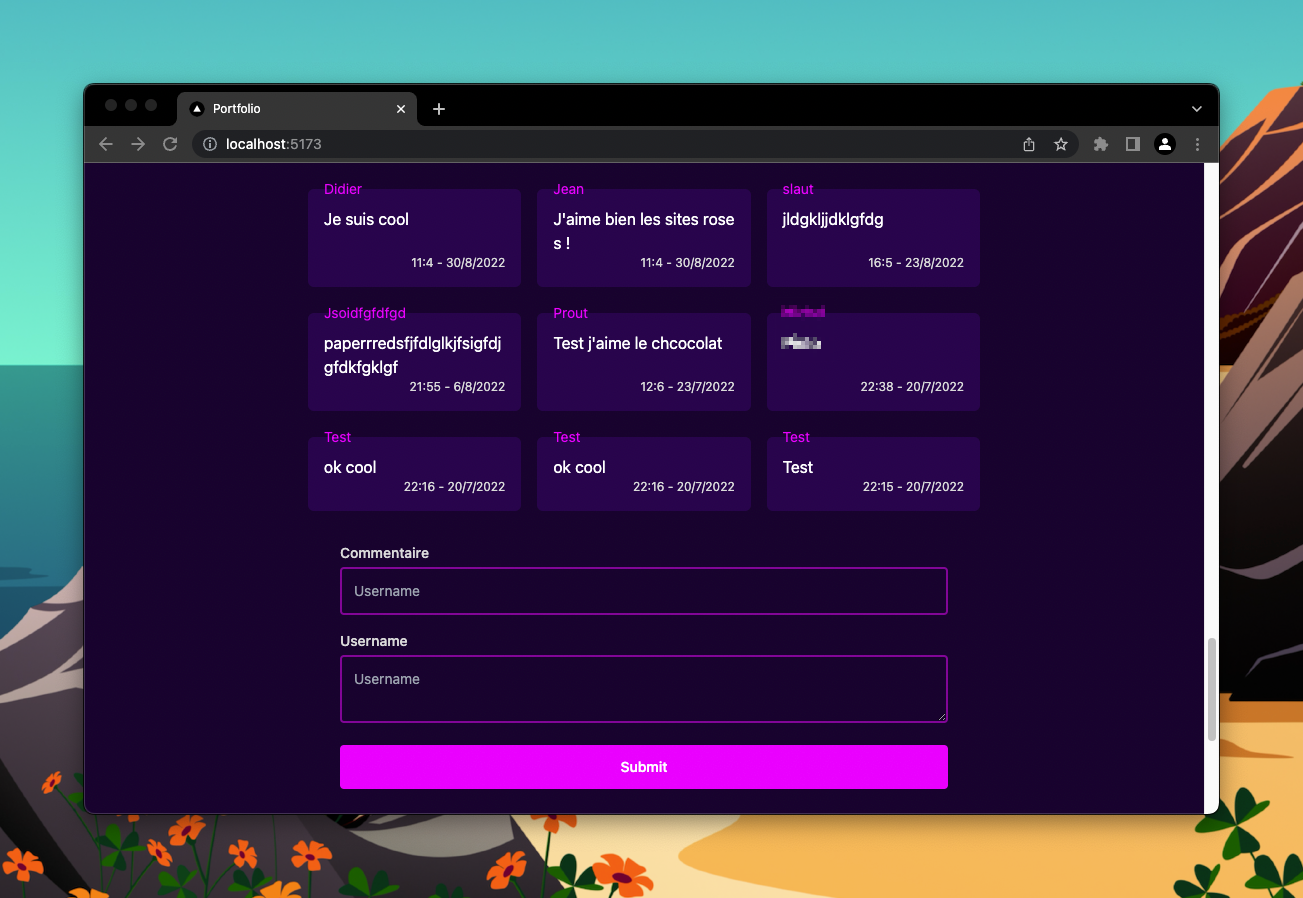 Portfolio
localhost:5173
Didier
Je suis cool
11:4 - 30/8/2022
Jean
J'aime bien les sites rose
s !
11:4 - 30/8/2022
slaut
jldgkljjdklgfdg
16:5 - 23/8/2022
Jsoidfgfdfgd
paperrredsfjfdlglkjfsigfdj
gfdkfgklgf
21:55 - 6/8/2022
Prout
Test j'aime le chcocolat
12:6 - 23/7/2022
22:38 - 20/7/2022
Test
ok cool
22:16 - 20/7/2022
Test
ok cool
22:16 - 20/7/2022
Test
Test
22:15 - 20/7/2022
Commentaire
Username
Username
Username
Submit